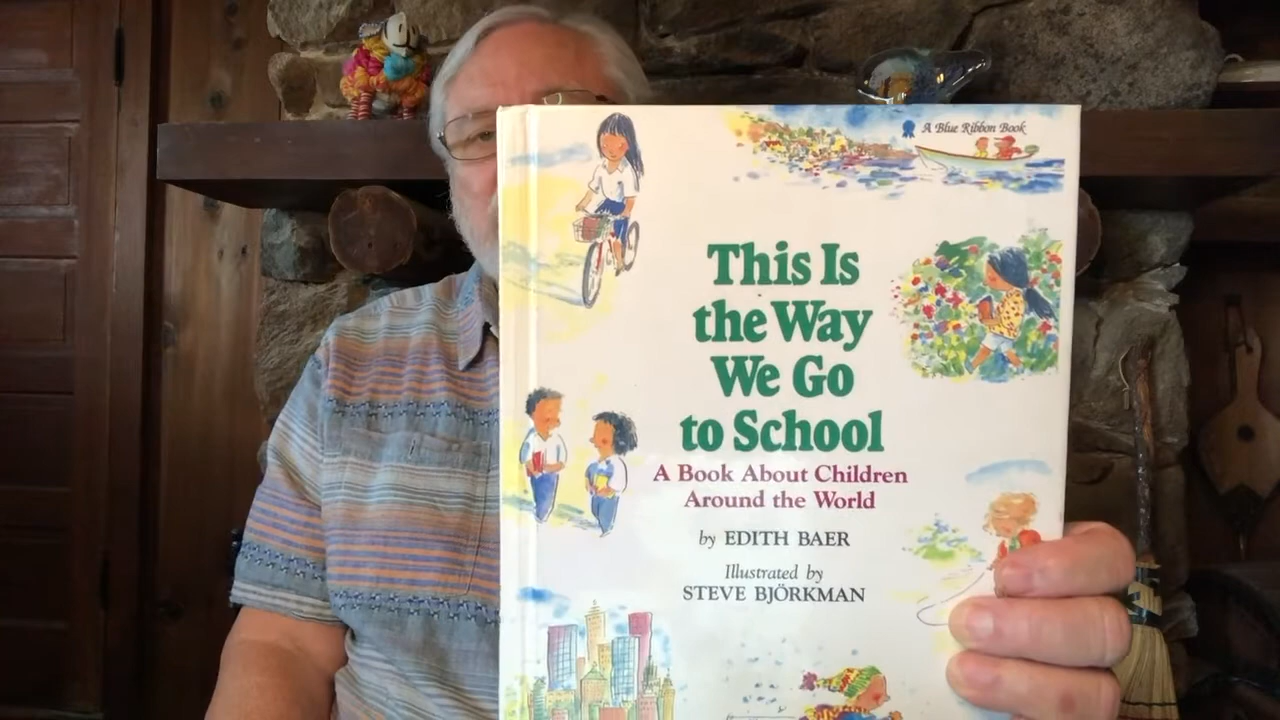 A Blue Ribbon Book
This Is
the Way
We Go
to School
A Book About Children
Around the World
by EDITH BAER
Illustrated by
STEVE BJÖRKMAN